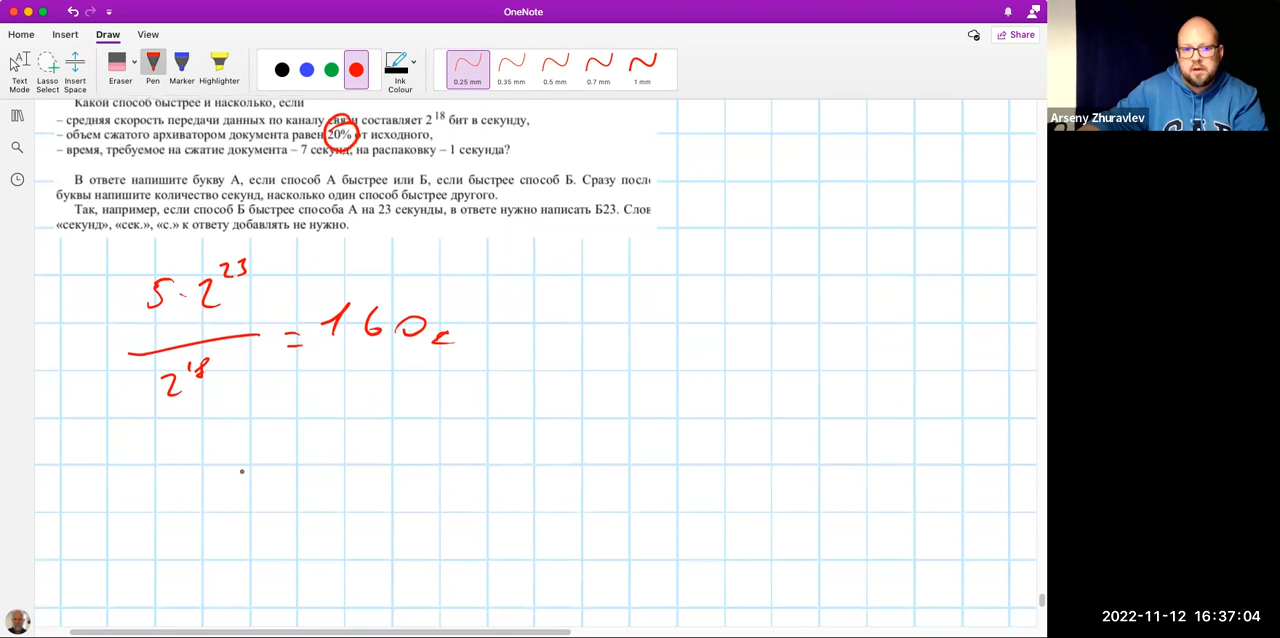 OneNote
Home Insert Draw View
Share
Text Mode
Lasso Select
Insert Space
Eraser
Pen
Marker
Highlighter
Ink Colour
0.25 mm 0.35 mm 0.5 mm 0.7 mm 1 mm
Arseny Zhuravlev
Какой способ быстрее и насколько, если
– средняя скорость передачи данных по каналу связи составляет 2^18 бит в секунду,
– объем сжатого архиватором документа равен 20% от исходного,
– время, требуемое на сжатие документа – 7 секунд, на распаковку – 1 секунда?
В ответе напишите букву А, если способ А быстрее или Б, если быстрее способ Б. Сразу после
буквы напишите количество секунд, насколько один способ быстрее другого.
Так, например, если способ Б быстрее способа А на 23 секунды, в ответе нужно написать Б23. Слов
«секунд», «сек.», «с.» к ответу добавлять не нужно.
5 · 2^23
2^18
= 160 с
2022-11-12 16:37:04